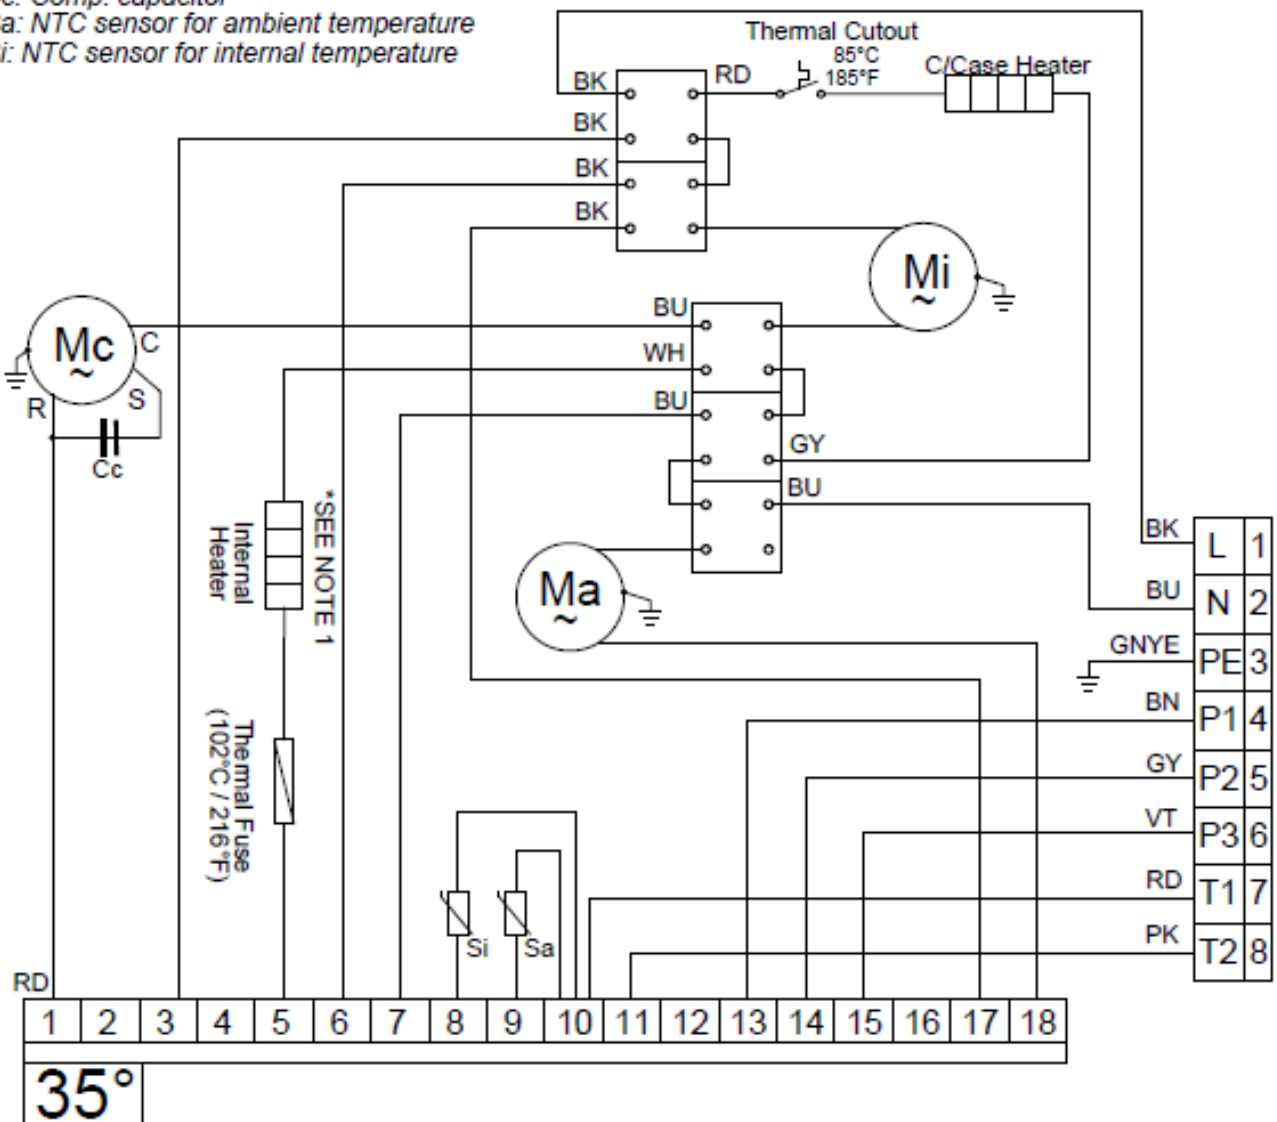 a: NTC sensor for ambient temperature
i: NTC sensor for internal temperature
Thermal Cutout
85°C
185°F
C/Case Heater
BK
RD
BK
BK
BK
Mi
~
BU
Mc
~
C
WH
R
S
BU
Cc
GY
BU
*SEE NOTE 1
Internal
Heater
Ma
~
BK L 1
BU N 2
GNYE PE 3
BN P1 4
GY P2 5
VT P3 6
RD T1 7
PK T2 8
Thermal Fuse
(102°C / 216°F)
Si
Sa
RD
1 2 3 4 5 6 7 8 9 10 11 12 13 14 15 16 17 18
35°